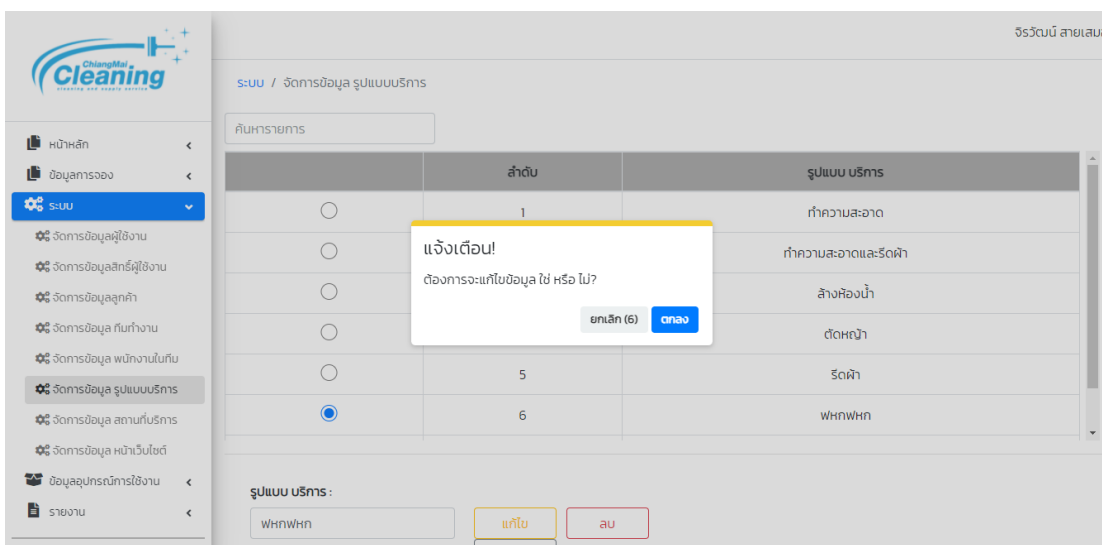 ChiangMai
Cleaning
cleaning and supply service
จิรวัฒน์ สายเสม
ระบบ / จัดการข้อมูล รูปแบบบริการ
ค้นหารายการ
หน้าหลัก
ข้อมูลการจอง
ระบบ
จัดการข้อมูลผู้ใช้งาน
จัดการข้อมูลสิทธิ์ผู้ใช้งาน
จัดการข้อมูลลูกค้า
จัดการข้อมูล ทีมทำงาน
จัดการข้อมูล พนักงานในทีม
จัดการข้อมูล รูปแบบบริการ
จัดการข้อมูล สถานที่บริการ
จัดการข้อมูล หน้าเว็บไซต์
ข้อมูลอุปกรณ์การใช้งาน
รายงาน
ลำดับ รูปแบบ บริการ
1 ทำความสะอาด
ทำความสะอาดและรีดผ้า
ล้างห้องน้ำ
ตัดหญ้า
5 รีดผ้า
6 ฟหกฟหก
แจ้งเตือน!
ต้องการจะแก้ไขข้อมูล ใช่ หรือ ไม่?
ยกเลิก (6) ตกลง
รูปแบบ บริการ :
ฟหกฟหก แก้ไข ลบ